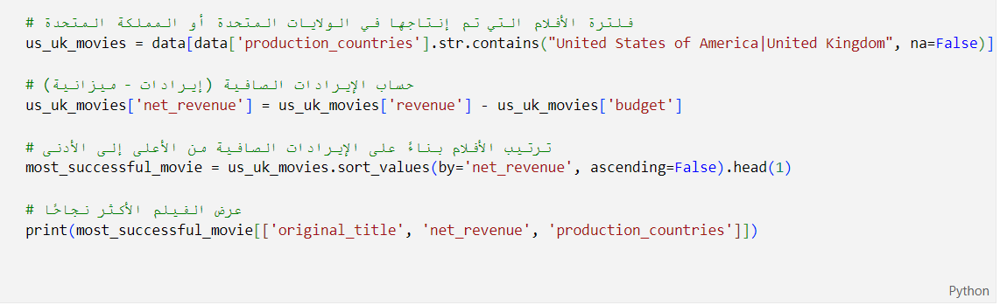 # فلترة الأفلام التي تم إنتاجها في الولايات المتحدة أو المملكة المتحدة
us_uk_movies = data[data['production_countries'].str.contains("United States of America|United Kingdom", na=False)]
# حساب الإيرادات الصافية (إيرادات - ميزانية)
us_uk_movies['net_revenue'] = us_uk_movies['revenue'] - us_uk_movies['budget']
# ترتيب الأفلام بناءً على الإيرادات الصافية من الأعلى إلى الأدنى
most_successful_movie = us_uk_movies.sort_values(by='net_revenue', ascending=False).head(1)
# عرض الفيلم الأكثر نجاحًا
print(most_successful_movie[['original_title', 'net_revenue', 'production_countries']])
Python